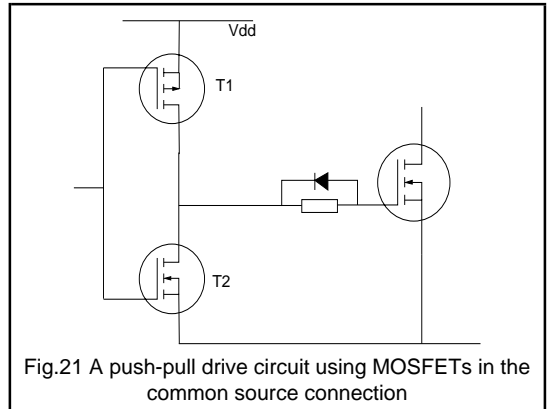 Vdd
T1
T2
Fig.21 A push-pull drive circuit using MOSFETs in the
common source connection